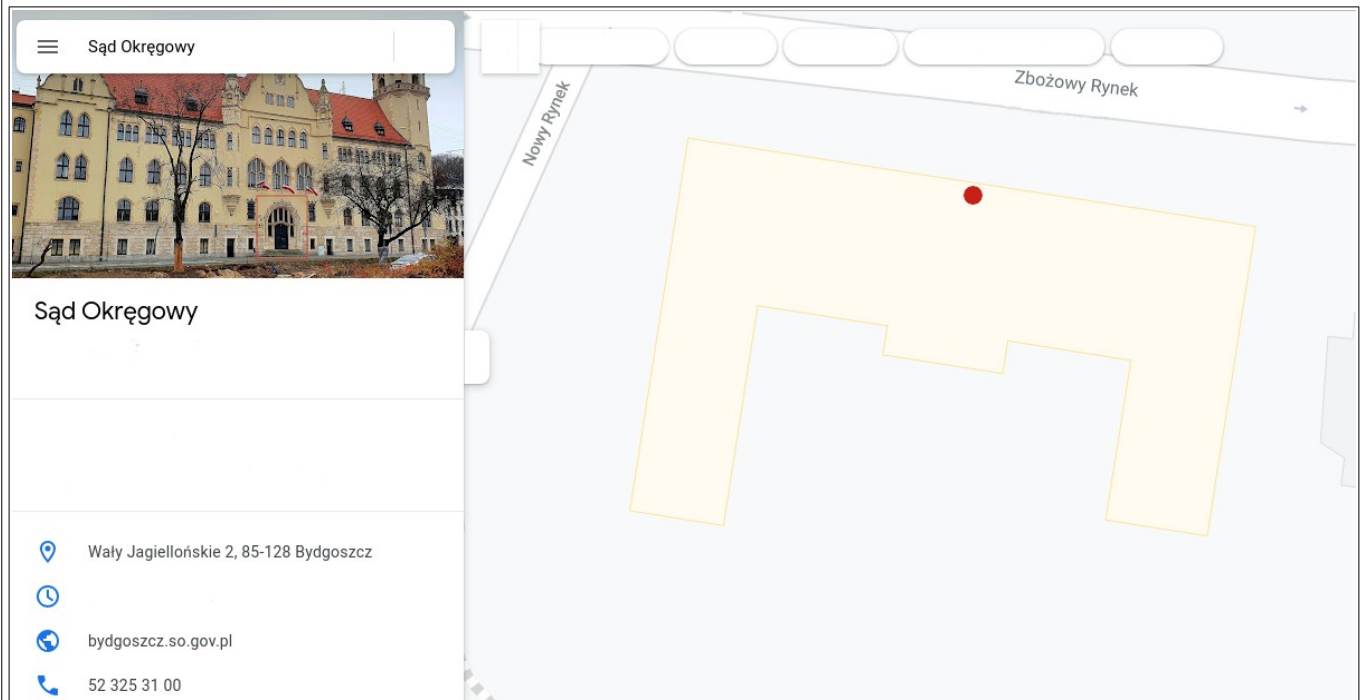 Sąd Okręgowy
Zbożowy Rynek
Nowy Rynek
Sąd Okręgowy
Wały Jagiellońskie 2, 85-128 Bydgoszcz
bydgoszcz.so.gov.pl
52 325 31 00